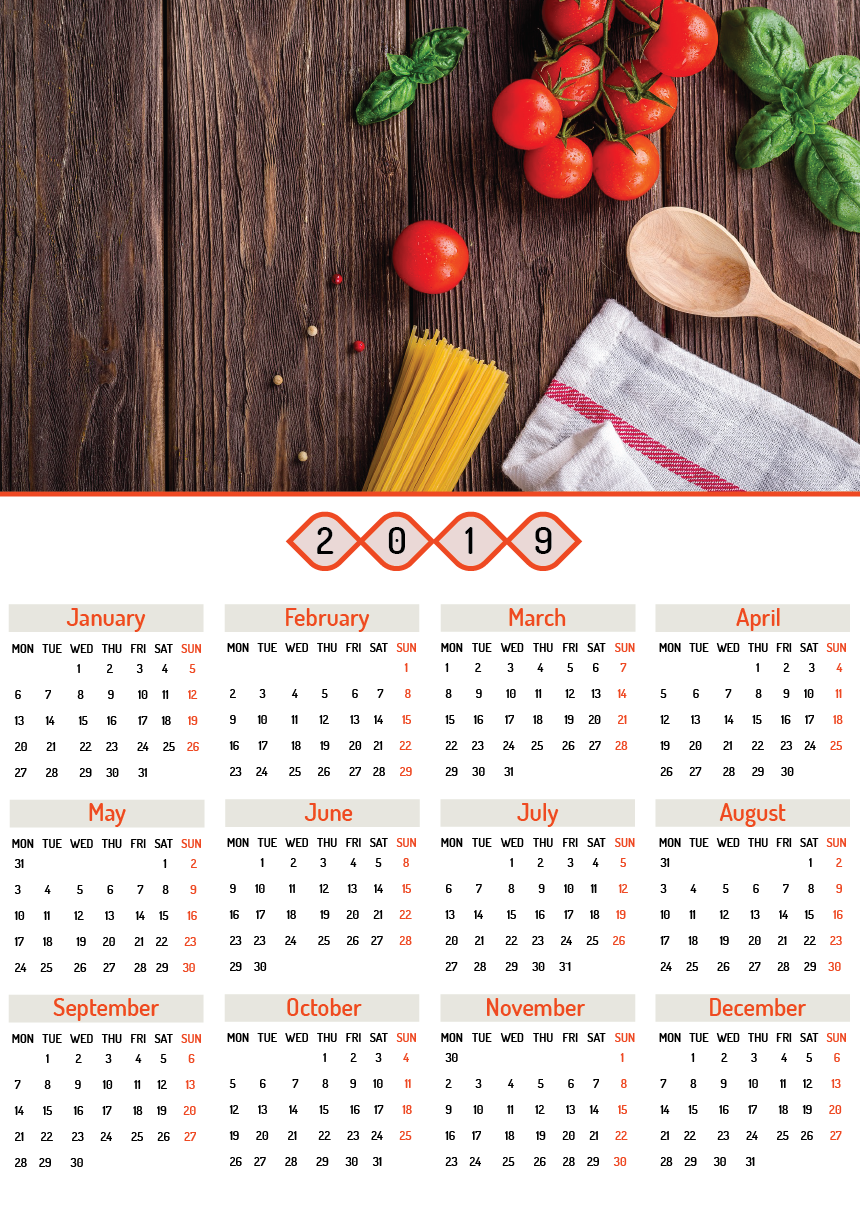 2 0 1 9
January
MON TUE WED THU FRI SAT SUN
1 2 3 4 5
6 7 8 9 10 11 12
13 14 15 16 17 18 19
20 21 22 23 24 25 26
27 28 29 30 31
February
MON TUE WED THU FRI SAT SUN
1
2 3 4 5 6 7 8
9 10 11 12 13 14 15
16 17 18 19 20 21 22
23 24 25 26 27 28 29
March
MON TUE WED THU FRI SAT SUN
1 2 3 4 5 6 7
8 9 10 11 12 13 14
15 16 17 18 19 20 21
22 23 24 25 26 27 28
29 30 31
April
MON TUE WED THU FRI SAT SUN
1 2 3 4
5 6 7 8 9 10 11
12 13 14 15 16 17 18
19 20 21 22 23 24 25
26 27 28 29 30
May
MON TUE WED THU FRI SAT SUN
31 1 2
3 4 5 6 7 8 9
10 11 12 13 14 15 16
17 18 19 20 21 22 23
24 25 26 27 28 29 30
June
MON TUE WED THU FRI SAT SUN
1 2 3 4 5 8
9 10 11 12 13 14 15
16 17 18 19 20 21 22
23 23 24 25 26 27 28
29 30
July
MON TUE WED THU FRI SAT SUN
1 2 3 4 5
6 7 8 9 10 11 12
13 14 15 16 17 18 19
20 21 22 23 24 25 26
27 28 29 30 31
August
MON TUE WED THU FRI SAT SUN
31 1 2
3 4 5 6 7 8 9
10 11 12 13 14 15 16
17 18 19 20 21 22 23
24 25 26 27 28 29 30
September
MON TUE WED THU FRI SAT SUN
1 2 3 4 5 6
7 8 9 10 11 12 13
14 15 16 17 18 19 20
21 22 23 24 25 26 27
28 29 30
October
MON TUE WED THU FRI SAT SUN
1 2 3 4
5 6 7 8 9 10 11
12 13 14 15 16 17 18
19 20 21 22 23 24 25
26 27 28 29 30 31
November
MON TUE WED THU FRI SAT SUN
30 1
2 3 4 5 6 7 8
9 10 11 12 13 14 15
16 17 18 19 20 21 22
23 24 25 26 28 29 30
December
MON TUE WED THU FRI SAT SUN
1 2 3 4 5 6
7 8 9 10 11 12 13
14 15 16 17 18 19 20
21 22 23 24 25 26 27
28 29 30 31